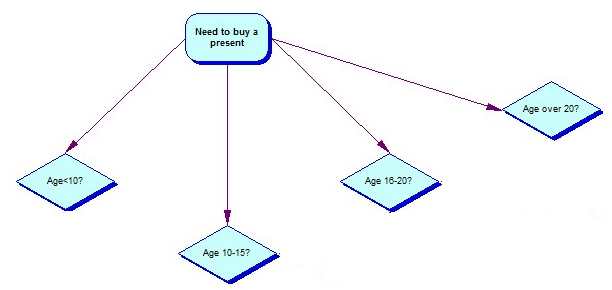 Need to buy a
present
Age over 20?
Age<10?
Age 16-20?
Age 10-15?